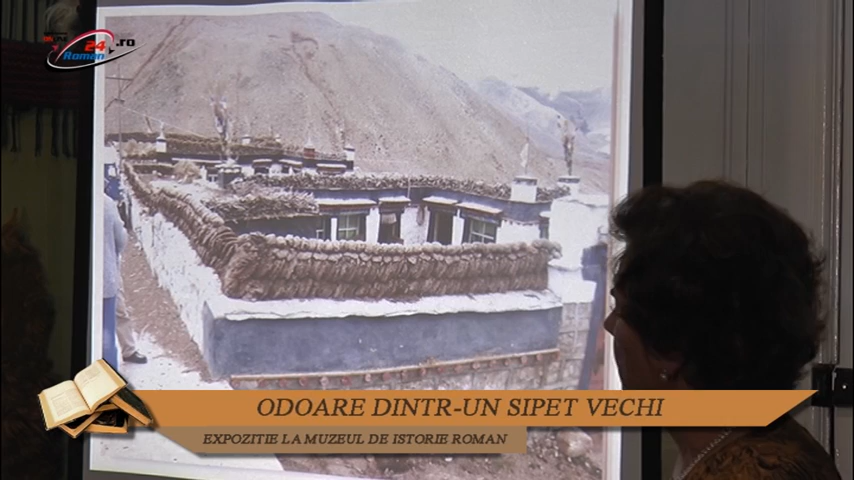 24
Roman
.ro
ODOARE DINTR-UN SIPET VECHI
EXPOZITIE LA MUZEUL DE ISTORIE ROMAN